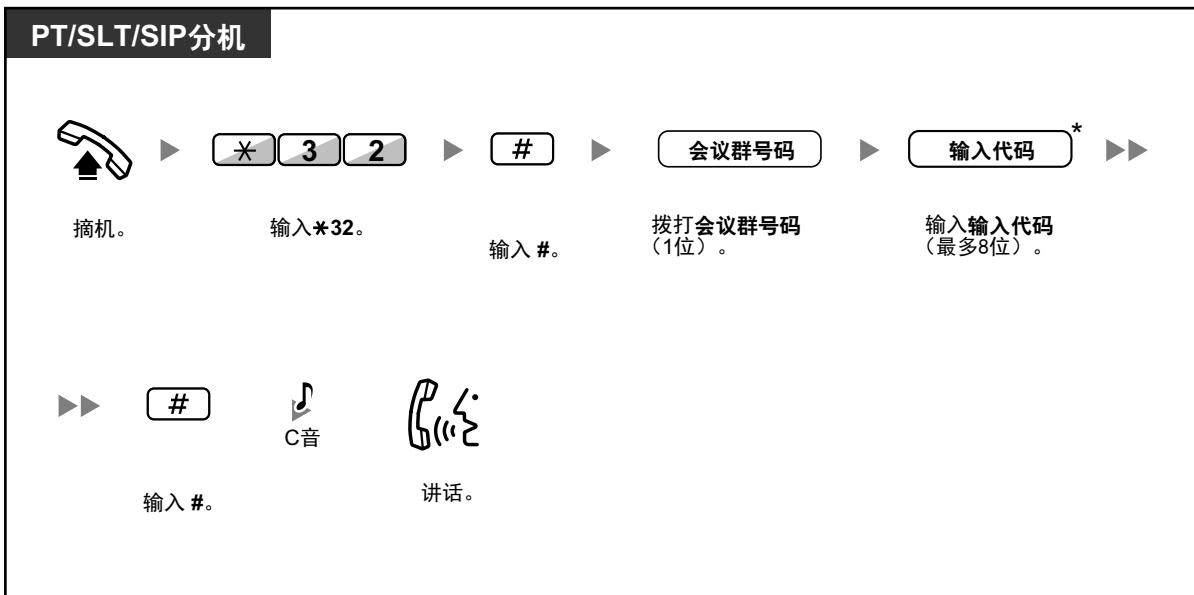 PT/SLT/SIP分机
✳ 3 2
#
会议群号码
输入代码*
摘机。
输入✳32。
输入 #。
拨打会议群号码
（1位）。
输入输入代码
（最多8位）。
#
C音
输入 #。
讲话。